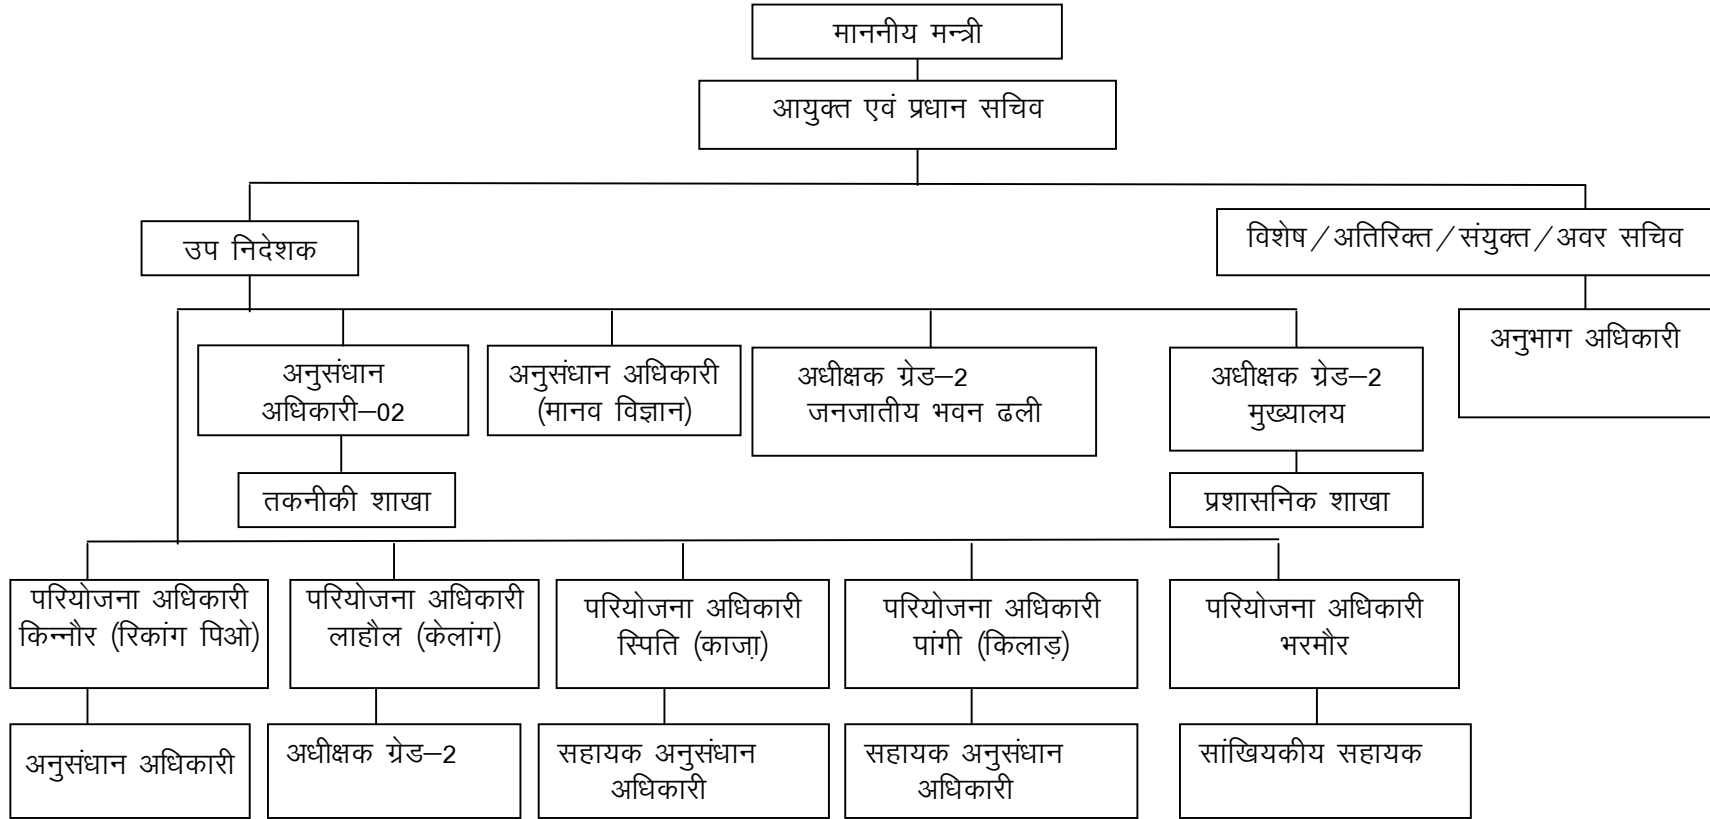 माननीय मन्त्री
आयुक्त एवं प्रधान सचिव
उप निदेशक
विशेष/अतिरिक्त/संयुक्त/अवर सचिव
अनुसंधान
अधिकारी–02
अनुसंधान अधिकारी
(मानव विज्ञान)
अधीक्षक ग्रेड–2
जनजातीय भवन ढली
अधीक्षक ग्रेड–2
मुख्यालय
अनुभाग अधिकारी
तकनीकी शाखा
प्रशासनिक शाखा
परियोजना अधिकारी
किन्नौर (रिकांग पिओ)
परियोजना अधिकारी
लाहौल (केलांग)
परियोजना अधिकारी
स्पिति (काजा़)
परियोजना अधिकारी
पांगी (किलाड़)
परियोजना अधिकारी
भरमौर
अनुसंधान अधिकारी
अधीक्षक ग्रेड–2
सहायक अनुसंधान
अधिकारी
सहायक अनुसंधान
अधिकारी
सांखियकीय सहायक